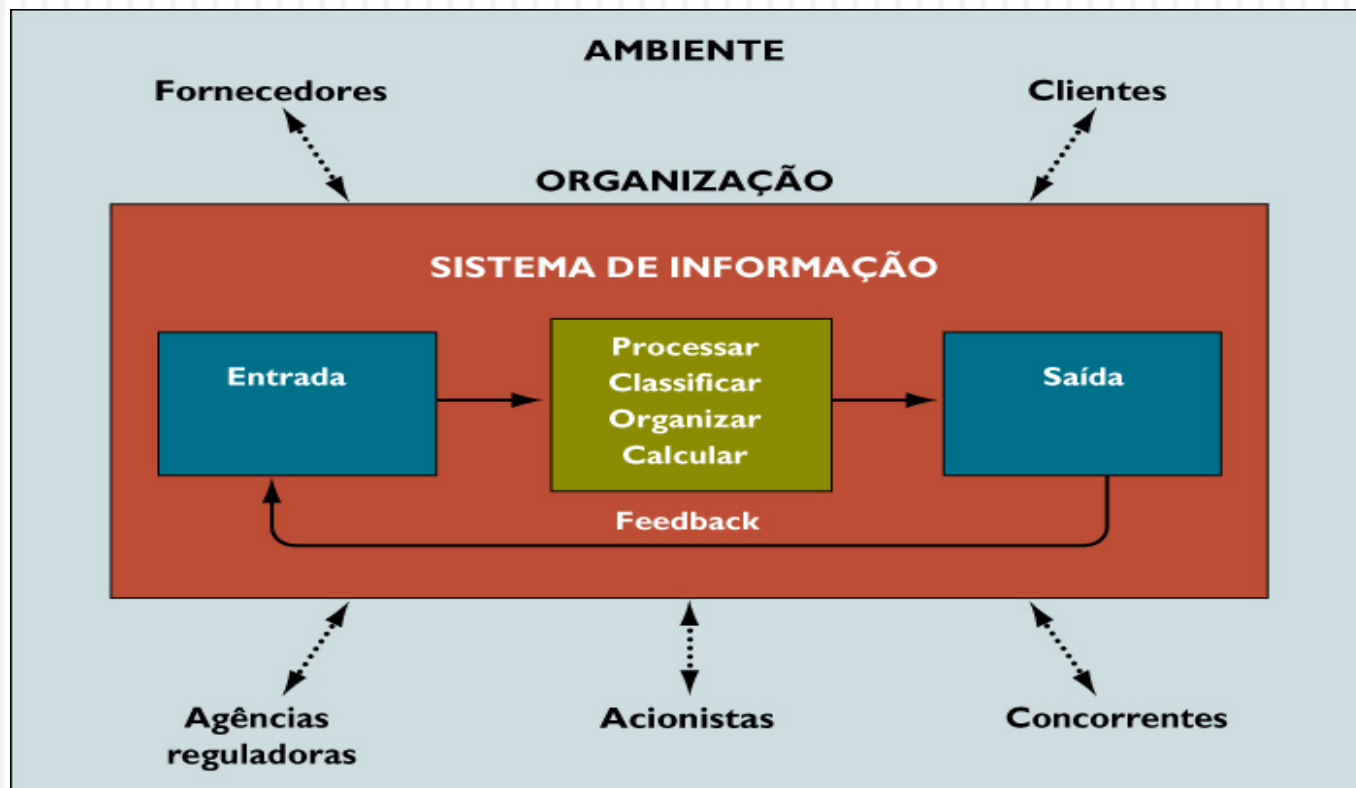 AMBIENTE
Fornecedores
Clientes
ORGANIZAÇÃO
SISTEMA DE INFORMAÇÃO
Entrada
Processar
Classificar
Organizar
Calcular
Saída
Feedback
Agências
reguladoras
Acionistas
Concorrentes